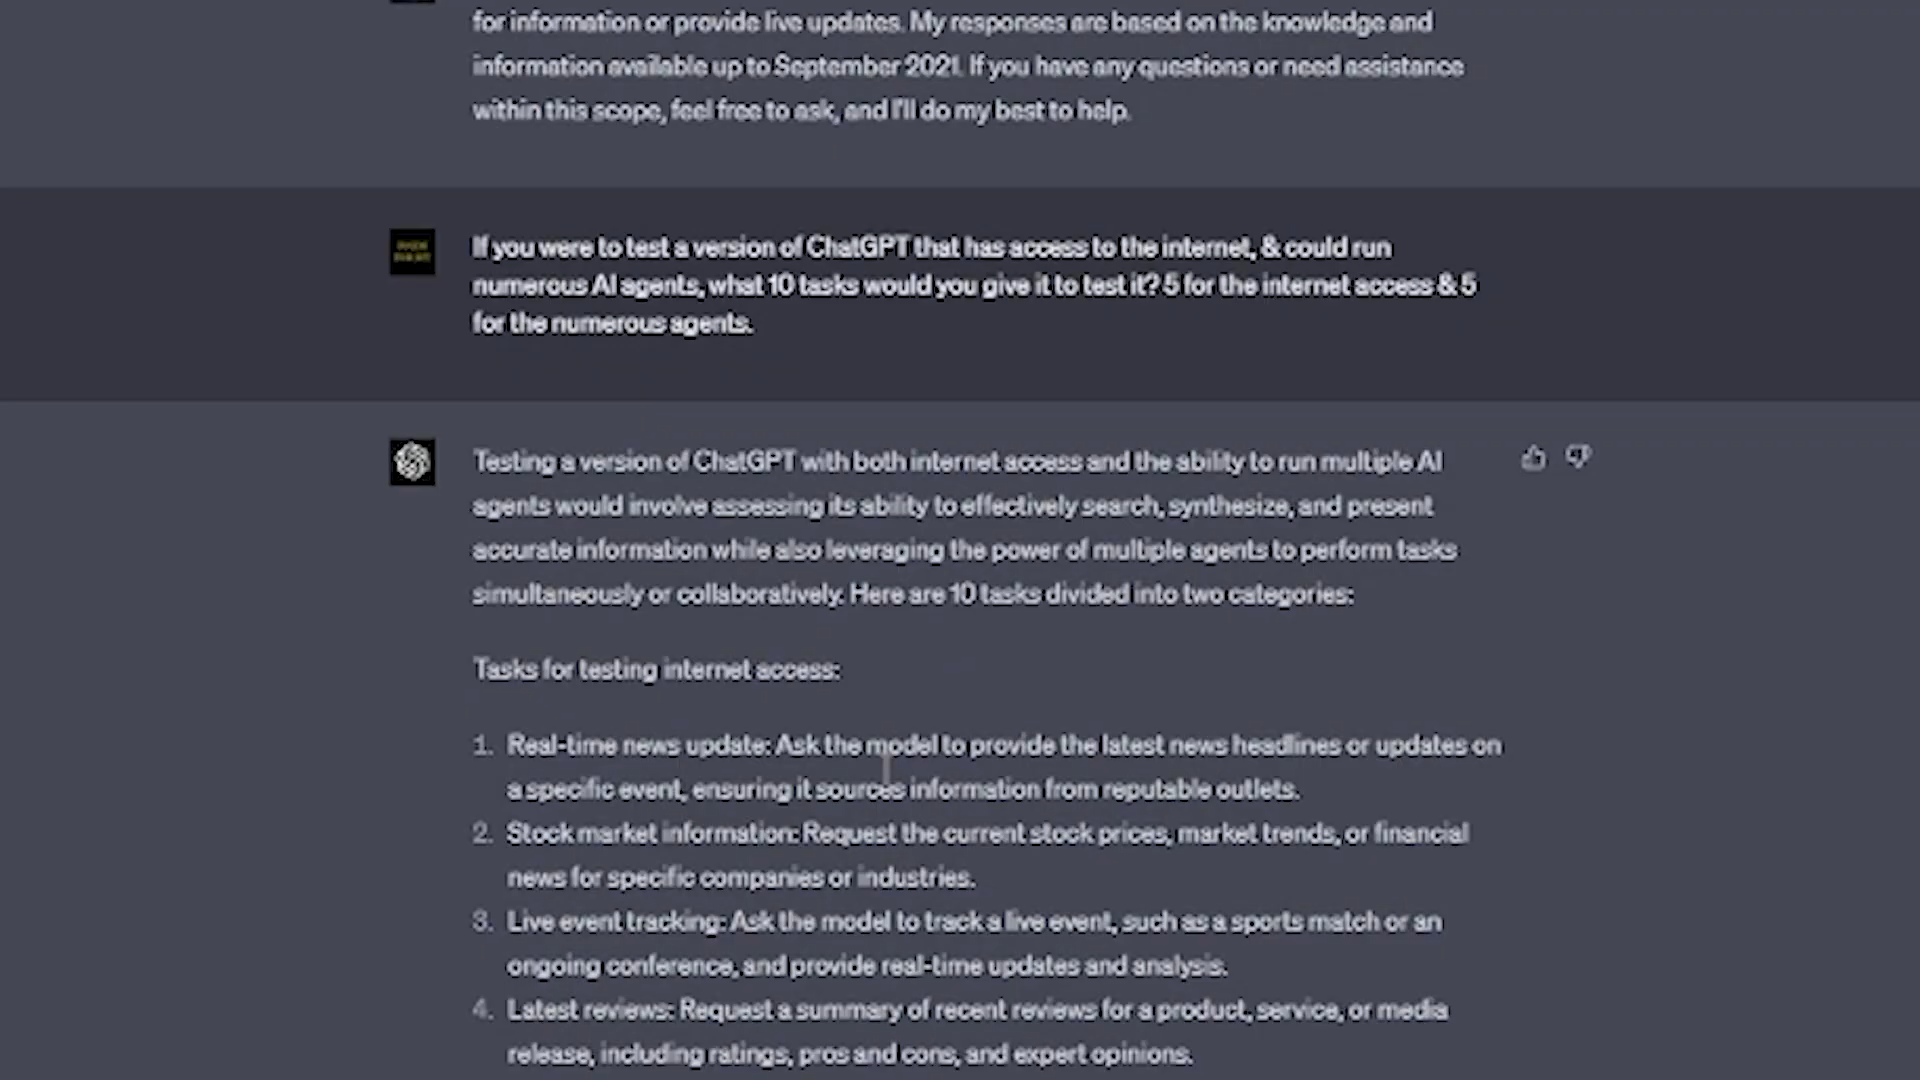 for information or provide live updates. My responses are based on the knowledge and
information available up to September 2021. If you have any questions or need assistance
within this scope, feel free to ask, and I'll do my best to help.
If you were to test a version of ChatGPT that has access to the internet, & could run
numerous AI agents, what 10 tasks would you give it to test it? 5 for the internet access & 5
for the numerous agents.
Testing a version of ChatGPT with both internet access and the ability to run multiple AI
agents would involve assessing its ability to effectively search, synthesize, and present
accurate information while also leveraging the power of multiple agents to perform tasks
simultaneously or collaboratively. Here are 10 tasks divided into two categories:
Tasks for testing internet access:
1. Real-time news update: Ask the model to provide the latest news headlines or updates on
a specific event, ensuring it sources information from reputable outlets.
2. Stock market information: Request the current stock prices, market trends, or financial
news for specific companies or industries.
3. Live event tracking: Ask the model to track a live event, such as a sports match or an
ongoing conference, and provide real-time updates and analysis.
4. Latest reviews: Request a summary of recent reviews for a product, service, or media
release, including ratings, pros and cons, and expert opinions.